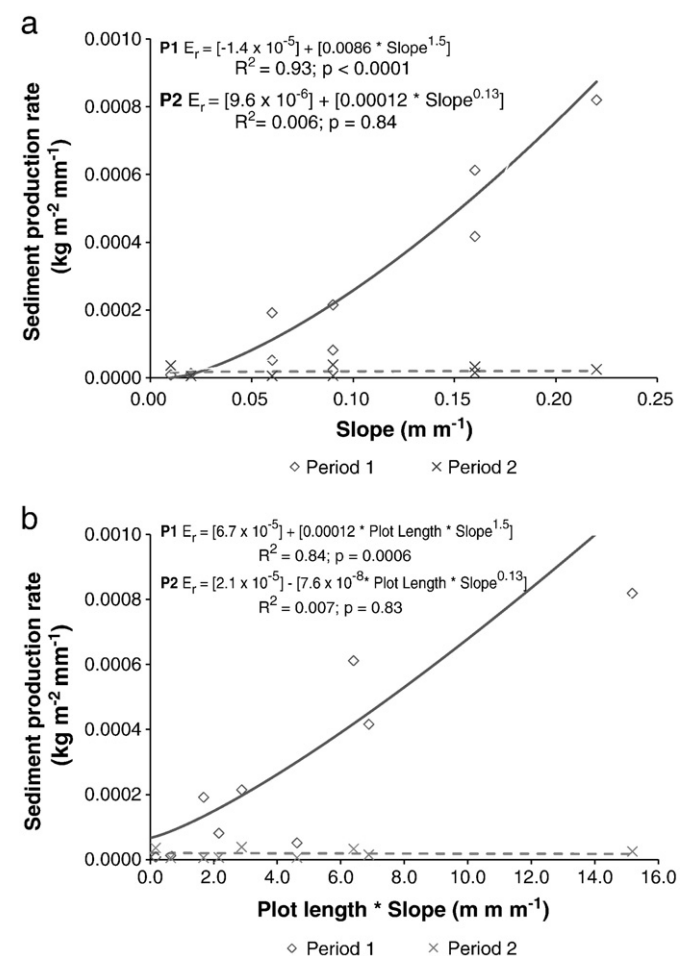 a
P1 Er = [-1.4 x 10-5] + [0.0086 * Slope1.5]
R2 = 0.93; p < 0.0001
P2 Er = [9.6 x 10-6] + [0.00012 * Slope0.13]
R2= 0.006; p = 0.84
Sediment production rate
(kg m-2 mm-1)
0.0010
0.0008
0.0006
0.0004
0.0002
0.0000
0.00 0.05 0.10 0.15 0.20 0.25
Slope (m m-1)
Period 1 Period 2
b
P1 Er = [6.7 x 10-5] + [0.00012 * Plot Length * Slope1.5]
R2 = 0.84; p = 0.0006
P2 Er = [2.1 x 10-5] - [7.6 x 10-8* Plot Length * Slope0.13]
R2 = 0.007; p = 0.83
Sediment production rate
(kg m-2 mm-1)
0.0010
0.0008
0.0006
0.0004
0.0002
0.0000
0.0 2.0 4.0 6.0 8.0 10.0 12.0 14.0 16.0
Plot length * Slope (m m m-1)
Period 1 Period 2